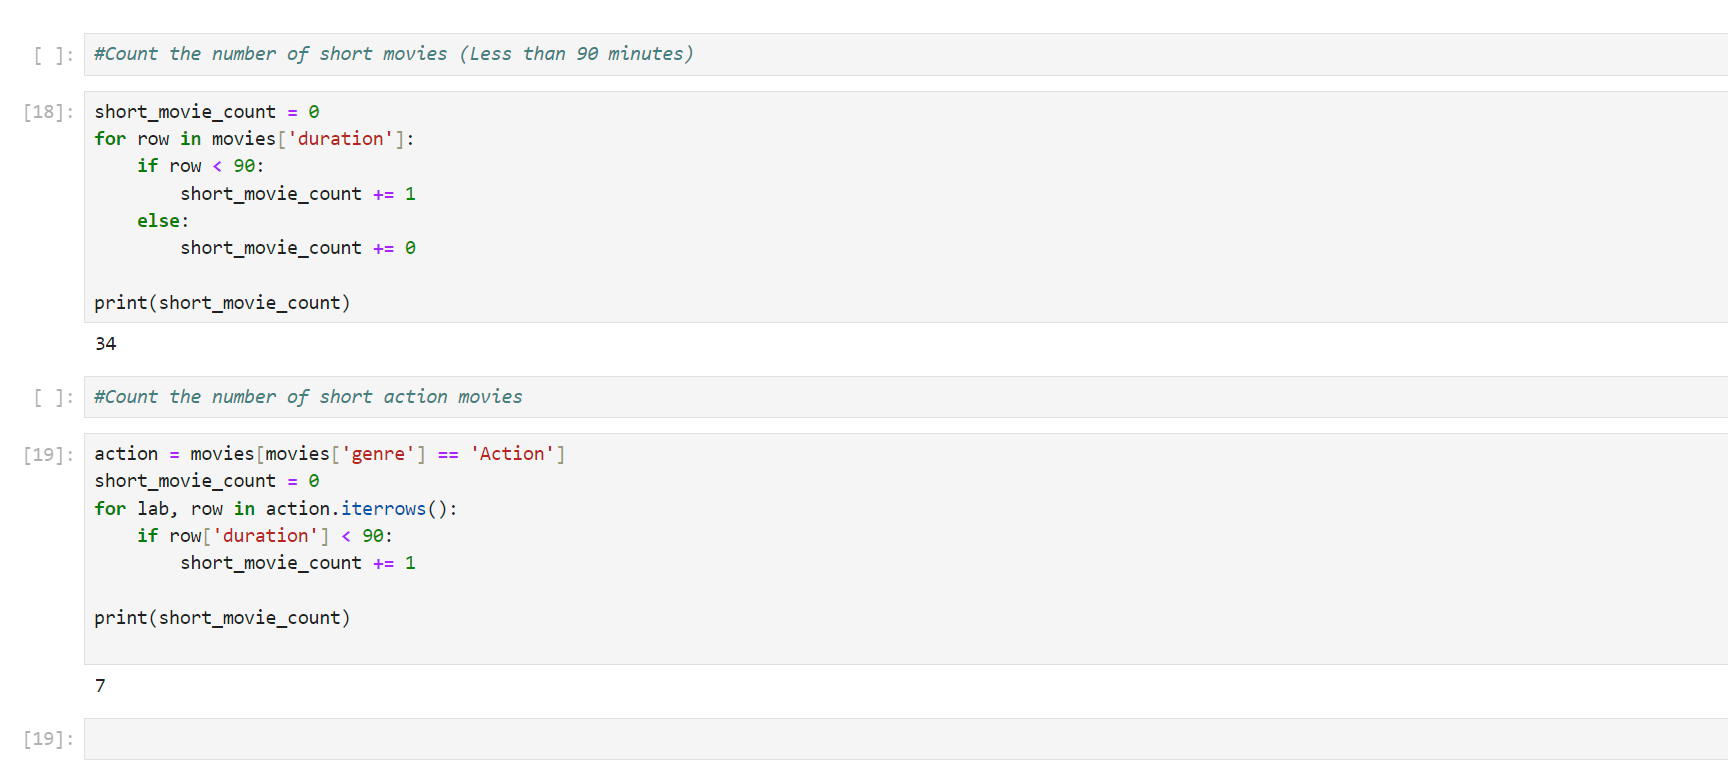 [ ]: #Count the number of short movies (Less than 90 minutes)
[18]: short_movie_count = 0
for row in movies['duration']:
    if row < 90:
        short_movie_count += 1
    else:
        short_movie_count += 0
print(short_movie_count)
34
[ ]: #Count the number of short action movies
[19]: action = movies[movies['genre'] == 'Action']
short_movie_count = 0
for lab, row in action.iterrows():
    if row['duration'] < 90:
        short_movie_count += 1
print(short_movie_count)
7
[19]: